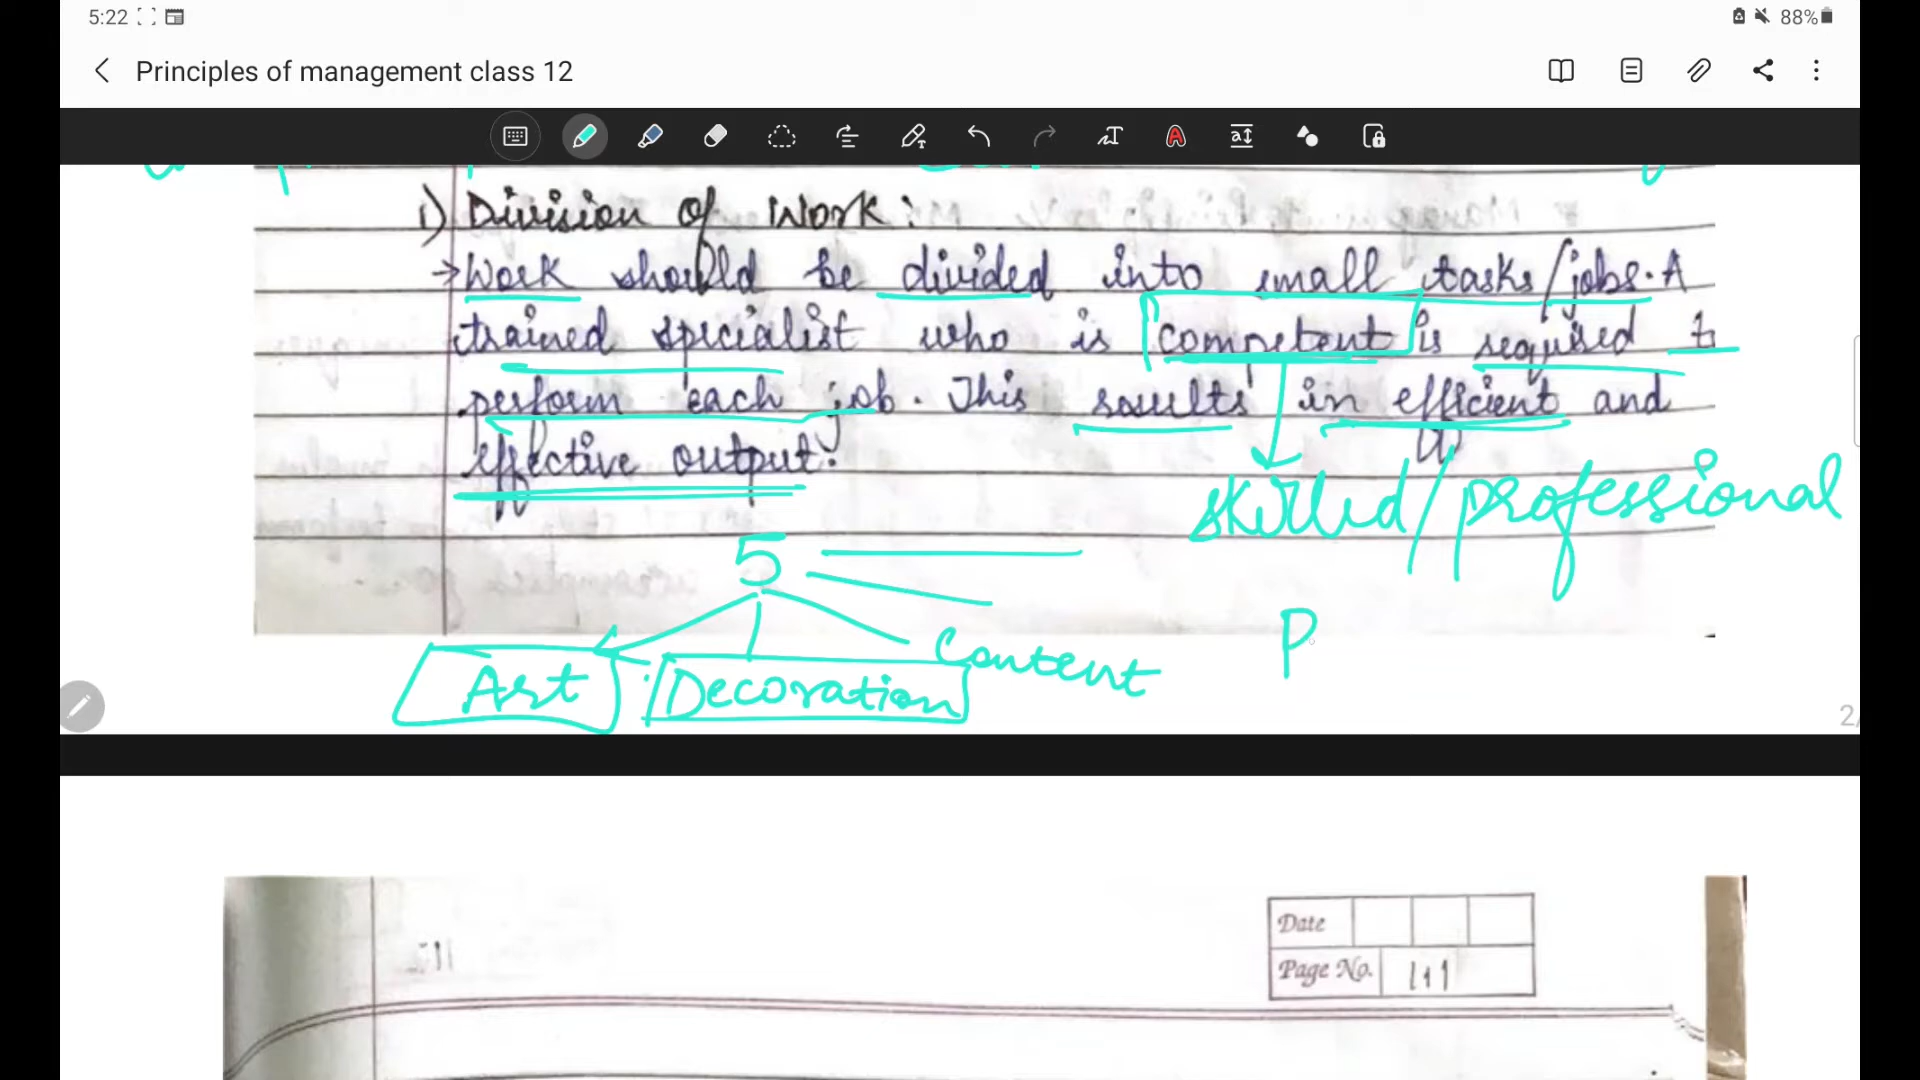 5:22
88%
Principles of management class 12
i) Division of Work:
→ Work should be divided into small tasks/jobs. A
trained specialist who is competent is required t
perform each job. This results in efficient and
effective output.
skilled/professional
5
Content
P
Art
Decoration
2/
Date
Page No.